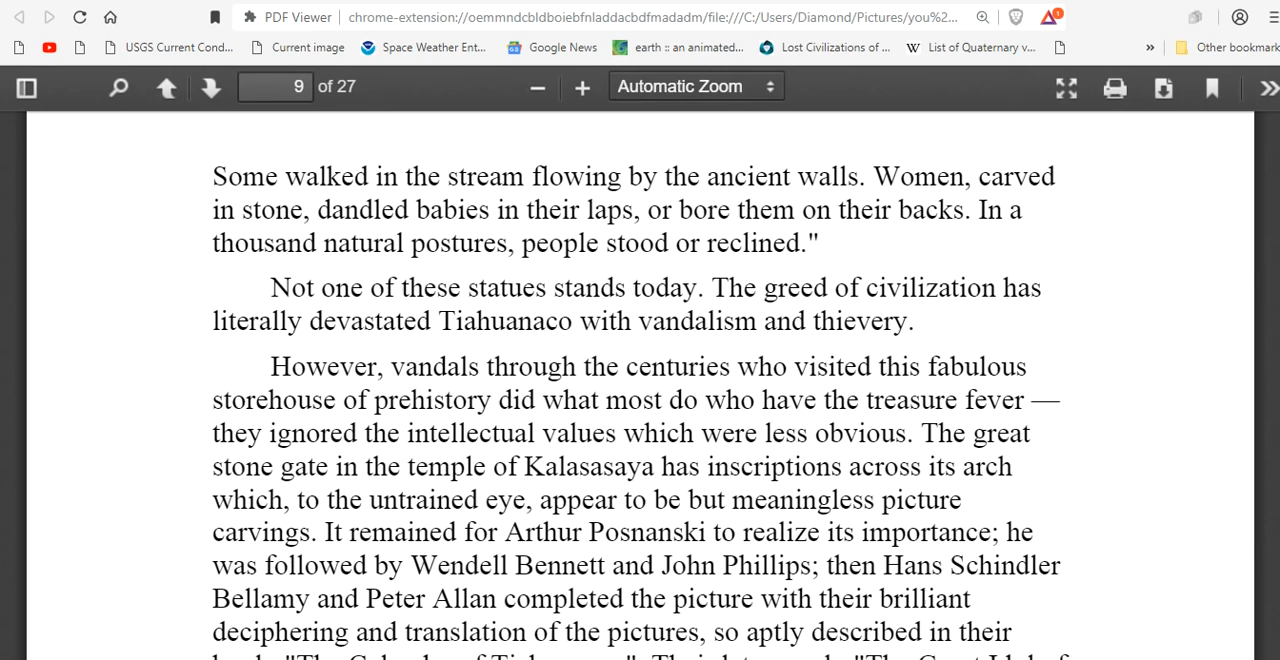 PDF Viewer
chrome-extension://oemmndcbldboiebfnladdacbdfmadadm/file:///C:/Users/Diamond/Pictures/you%2...
1
USGS Current Cond...
Current image
Space Weather Ent...
Google News
earth :: an animated...
Lost Civilizations of ...
W List of Quaternary v...
»
Other bookmark
9 of 27
Automatic Zoom
Some walked in the stream flowing by the ancient walls. Women, carved
in stone, dandled babies in their laps, or bore them on their backs. In a
thousand natural postures, people stood or reclined."
Not one of these statues stands today. The greed of civilization has
literally devastated Tiahuanaco with vandalism and thievery.
However, vandals through the centuries who visited this fabulous
storehouse of prehistory did what most do who have the treasure fever —
they ignored the intellectual values which were less obvious. The great
stone gate in the temple of Kalasasaya has inscriptions across its arch
which, to the untrained eye, appear to be but meaningless picture
carvings. It remained for Arthur Posnanski to realize its importance; he
was followed by Wendell Bennett and John Phillips; then Hans Schindler
Bellamy and Peter Allan completed the picture with their brilliant
deciphering and translation of the pictures, so aptly described in their